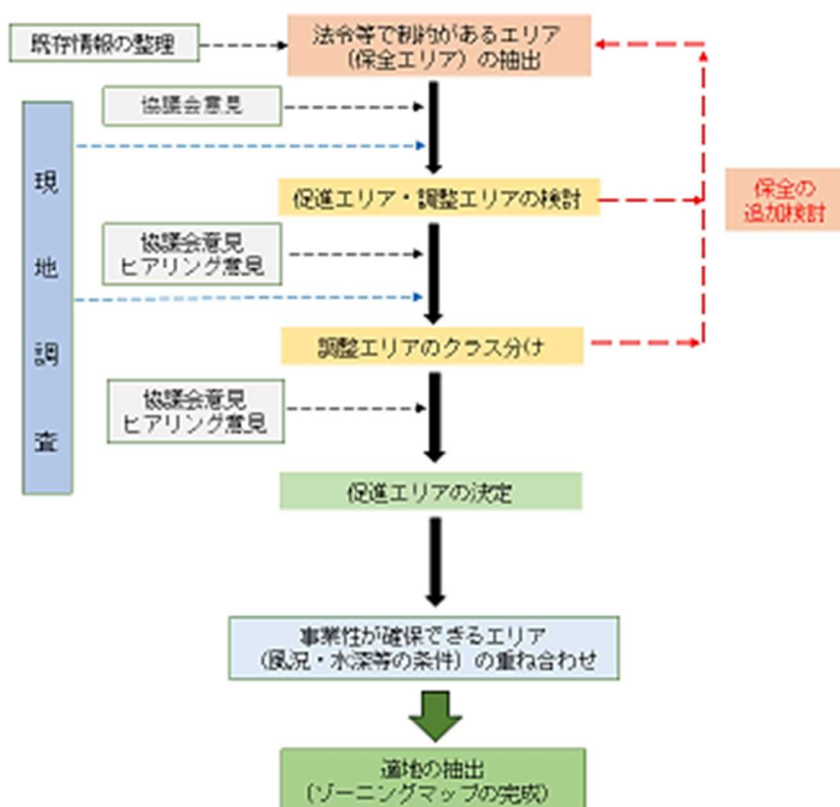 既存情報の整理
法令等で制約があるエリア
（保全エリア）の抽出
協議会意見
現地調査
促進エリア・調整エリアの検討
保全の
追加検討
協議会意見
ヒアリング意見
調整エリアのクラス分け
協議会意見
ヒアリング意見
促進エリアの決定
事業性が確保できるエリア
（風況・水深等の条件）の重ね合わせ
適地の抽出
（ゾーニングマップの完成）